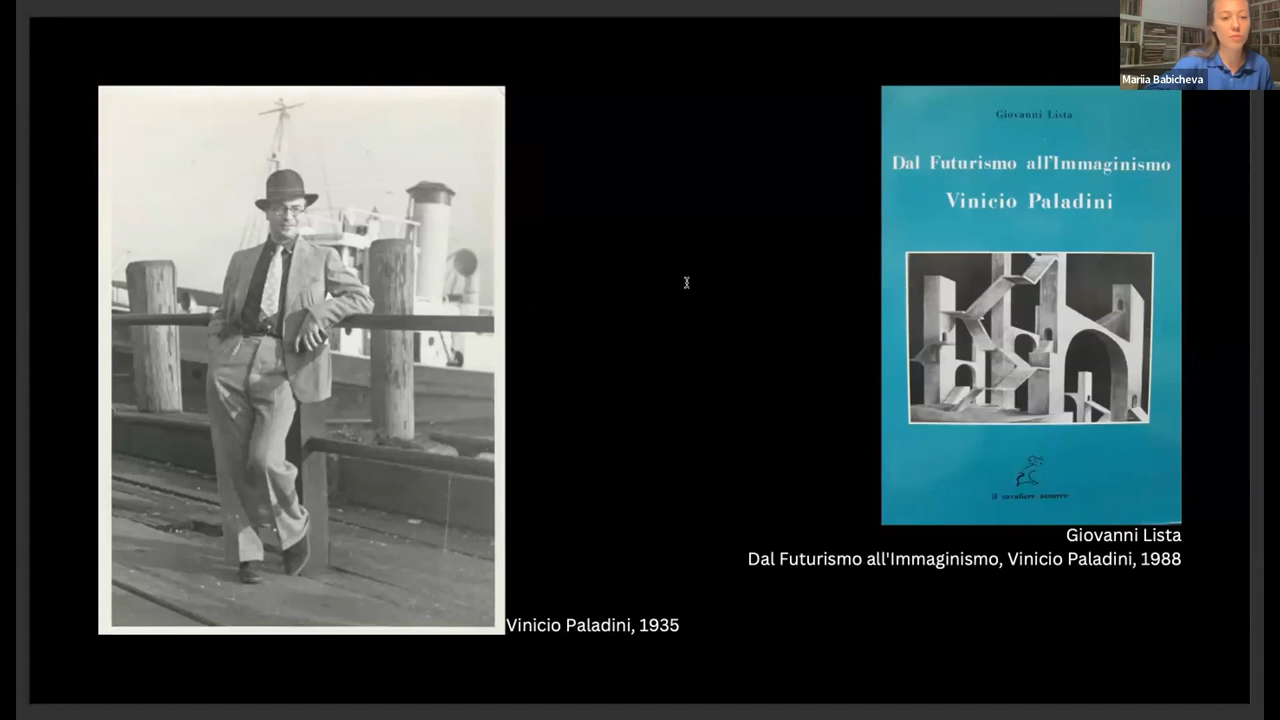 Mariia Babicheva
Giovanni Lista
Dal Futurismo all'Immaginismo
Vinicio Paladini
il cavaliere azzurro
Giovanni Lista
Dal Futurismo all'Immaginismo, Vinicio Paladini, 1988
Vinicio Paladini, 1935